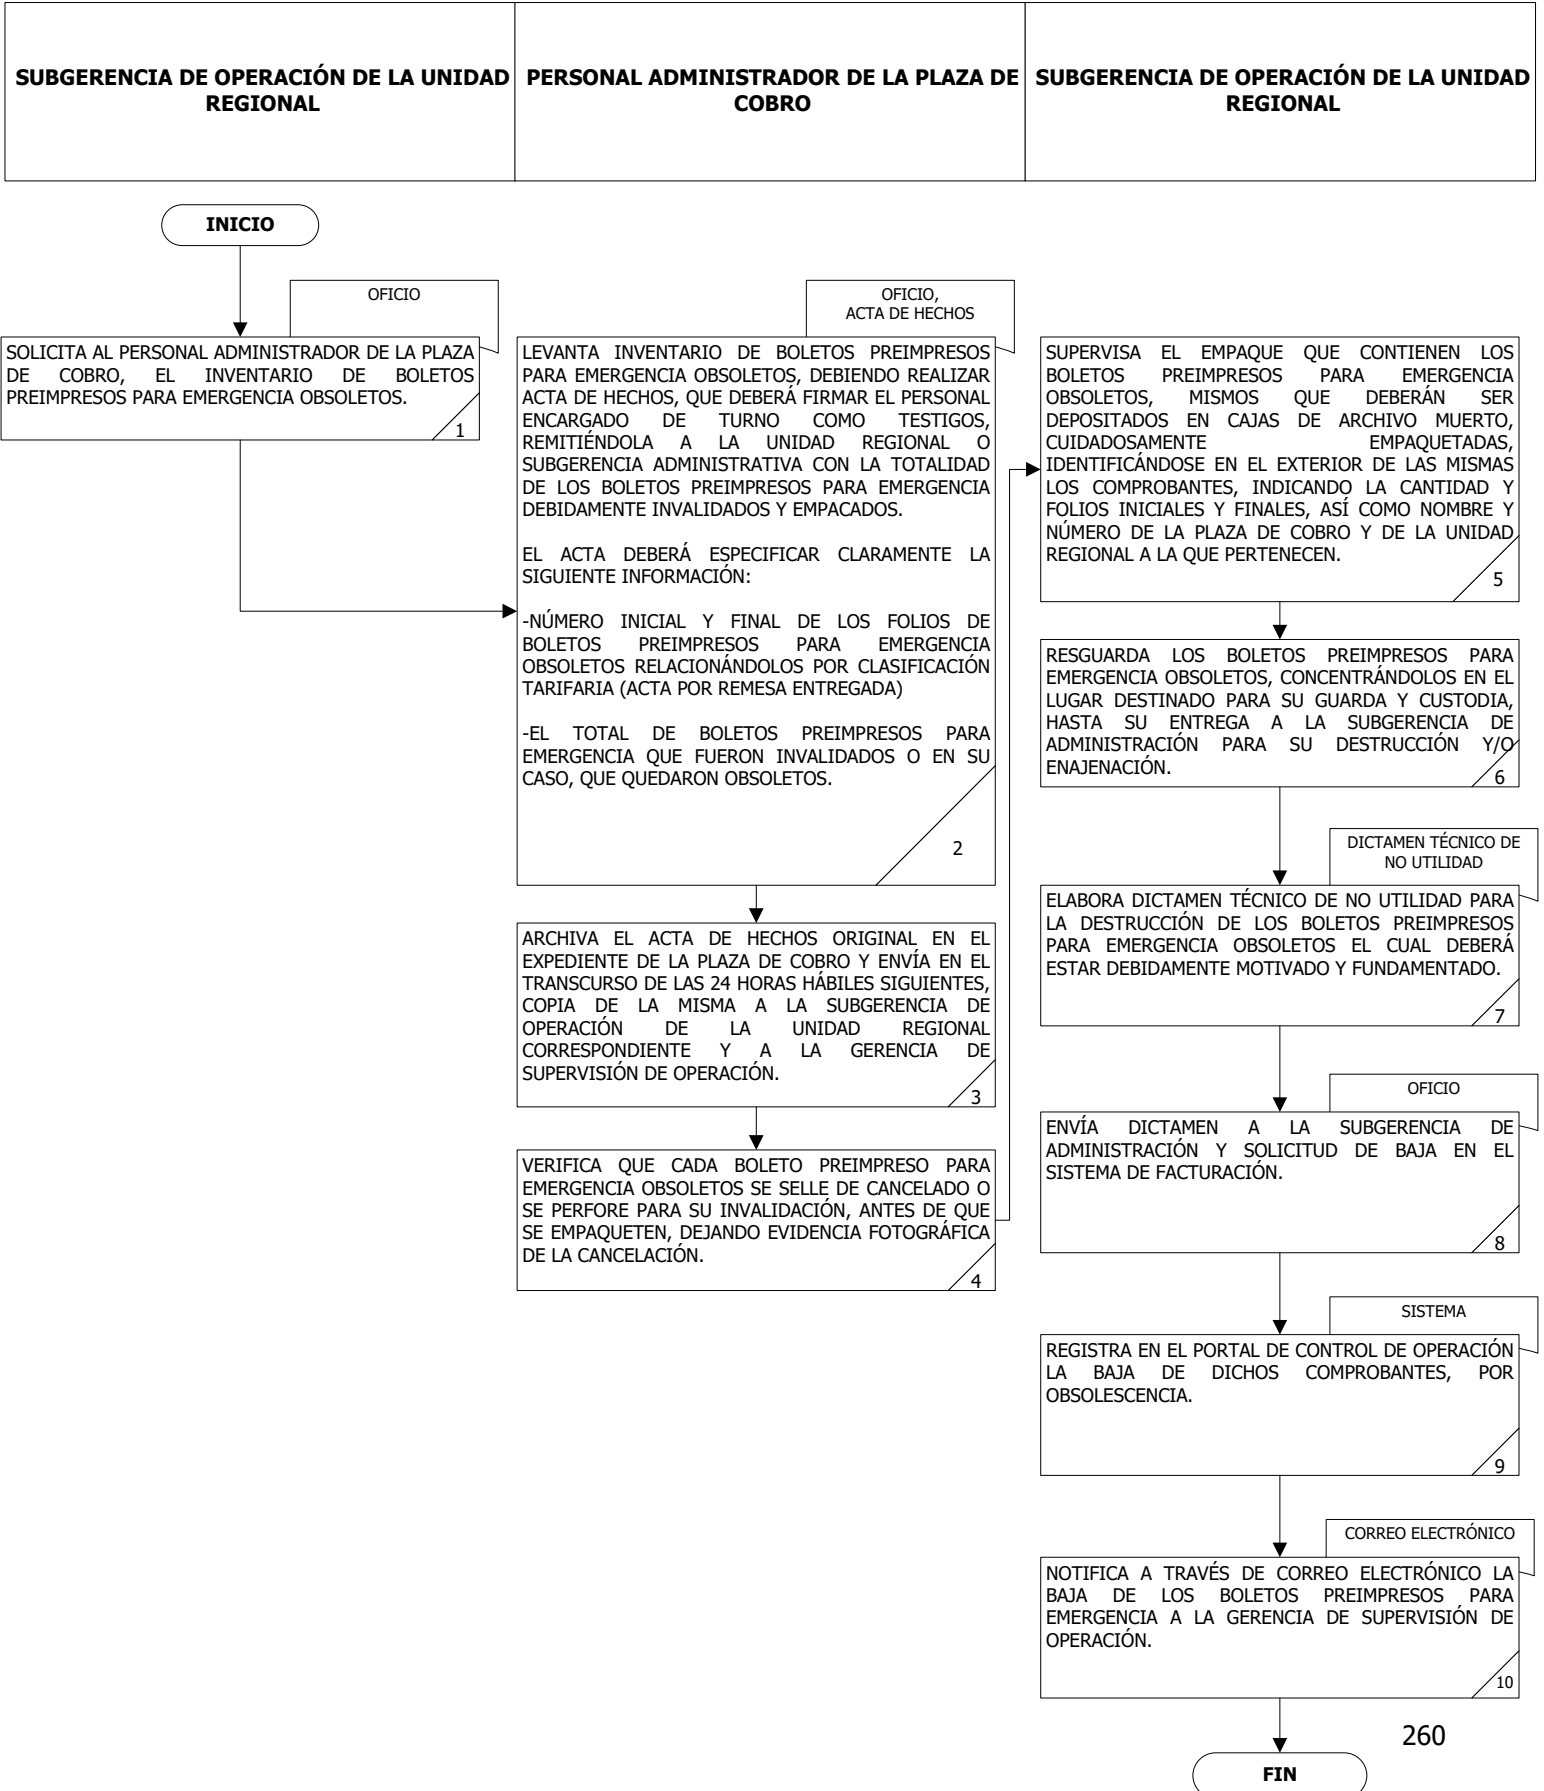 SUBGERENCIA DE OPERACIÓN DE LA UNIDAD
REGIONAL
PERSONAL ADMINISTRADOR DE LA PLAZA DE
COBRO
SUBGERENCIA DE OPERACIÓN DE LA UNIDAD
REGIONAL
INICIO
OFICIO
SOLICITA AL PERSONAL ADMINISTRADOR DE LA PLAZA
DE COBRO, EL INVENTARIO DE BOLETOS
PREIMPRESOS PARA EMERGENCIA OBSOLETOS.
1
OFICIO,
ACTA DE HECHOS
LEVANTA INVENTARIO DE BOLETOS PREIMPRESOS
PARA EMERGENCIA OBSOLETOS, DEBIENDO REALIZAR
ACTA DE HECHOS, QUE DEBERÁ FIRMAR EL PERSONAL
ENCARGADO DE TURNO COMO TESTIGOS,
REMITIÉNDOLA A LA UNIDAD REGIONAL O
SUBGERENCIA ADMINISTRATIVA CON LA TOTALIDAD
DE LOS BOLETOS PREIMPRESOS PARA EMERGENCIA
DEBIDAMENTE INVALIDADOS Y EMPACADOS.
EL ACTA DEBERÁ ESPECIFICAR CLARAMENTE LA
SIGUIENTE INFORMACIÓN:
-NÚMERO INICIAL Y FINAL DE LOS FOLIOS DE
BOLETOS PREIMPRESOS PARA EMERGENCIA
OBSOLETOS RELACIONÁNDOLOS POR CLASIFICACIÓN
TARIFARIA (ACTA POR REMESA ENTREGADA)
-EL TOTAL DE BOLETOS PREIMPRESOS PARA
EMERGENCIA QUE FUERON INVALIDADOS O EN SU
CASO, QUE QUEDARON OBSOLETOS.
2
ARCHIVA EL ACTA DE HECHOS ORIGINAL EN EL
EXPEDIENTE DE LA PLAZA DE COBRO Y ENVÍA EN EL
TRANSCURSO DE LAS 24 HORAS HÁBILES SIGUIENTES,
COPIA DE LA MISMA A LA SUBGERENCIA DE
OPERACIÓN DE LA UNIDAD REGIONAL
CORRESPONDIENTE Y A LA GERENCIA DE
SUPERVISIÓN DE OPERACIÓN.
3
VERIFICA QUE CADA BOLETO PREIMPRESO PARA
EMERGENCIA OBSOLETOS SE SELLE DE CANCELADO O
SE PERFORE PARA SU INVALIDACIÓN, ANTES DE QUE
SE EMPAQUETEN, DEJANDO EVIDENCIA FOTOGRÁFICA
DE LA CANCELACIÓN.
4
SUPERVISA EL EMPAQUE QUE CONTIENEN LOS
BOLETOS PREIMPRESOS PARA EMERGENCIA
OBSOLETOS, MISMOS QUE DEBERÁN SER
DEPOSITADOS EN CAJAS DE ARCHIVO MUERTO,
CUIDADOSAMENTE EMPAQUETADAS,
IDENTIFICÁNDOSE EN EL EXTERIOR DE LAS MISMAS
LOS COMPROBANTES, INDICANDO LA CANTIDAD Y
FOLIOS INICIALES Y FINALES, ASÍ COMO NOMBRE Y
NÚMERO DE LA PLAZA DE COBRO Y DE LA UNIDAD
REGIONAL A LA QUE PERTENECEN.
5
RESGUARDA LOS BOLETOS PREIMPRESOS PARA
EMERGENCIA OBSOLETOS, CONCENTRÁNDOLOS EN EL
LUGAR DESTINADO PARA SU GUARDA Y CUSTODIA,
HASTA SU ENTREGA A LA SUBGERENCIA DE
ADMINISTRACIÓN PARA SU DESTRUCCIÓN Y/O
ENAJENACIÓN.
6
DICTAMEN TÉCNICO DE
NO UTILIDAD
ELABORA DICTAMEN TÉCNICO DE NO UTILIDAD PARA
LA DESTRUCCIÓN DE LOS BOLETOS PREIMPRESOS
PARA EMERGENCIA OBSOLETOS EL CUAL DEBERÁ
ESTAR DEBIDAMENTE MOTIVADO Y FUNDAMENTADO.
7
OFICIO
ENVÍA DICTAMEN A LA SUBGERENCIA DE
ADMINISTRACIÓN Y SOLICITUD DE BAJA EN EL
SISTEMA DE FACTURACIÓN.
8
SISTEMA
REGISTRA EN EL PORTAL DE CONTROL DE OPERACIÓN
LA BAJA DE DICHOS COMPROBANTES, POR
OBSOLESCENCIA.
9
CORREO ELECTRÓNICO
NOTIFICA A TRAVÉS DE CORREO ELECTRÓNICO LA
BAJA DE LOS BOLETOS PREIMPRESOS PARA
EMERGENCIA A LA GERENCIA DE SUPERVISIÓN DE
OPERACIÓN.
10
260
FIN